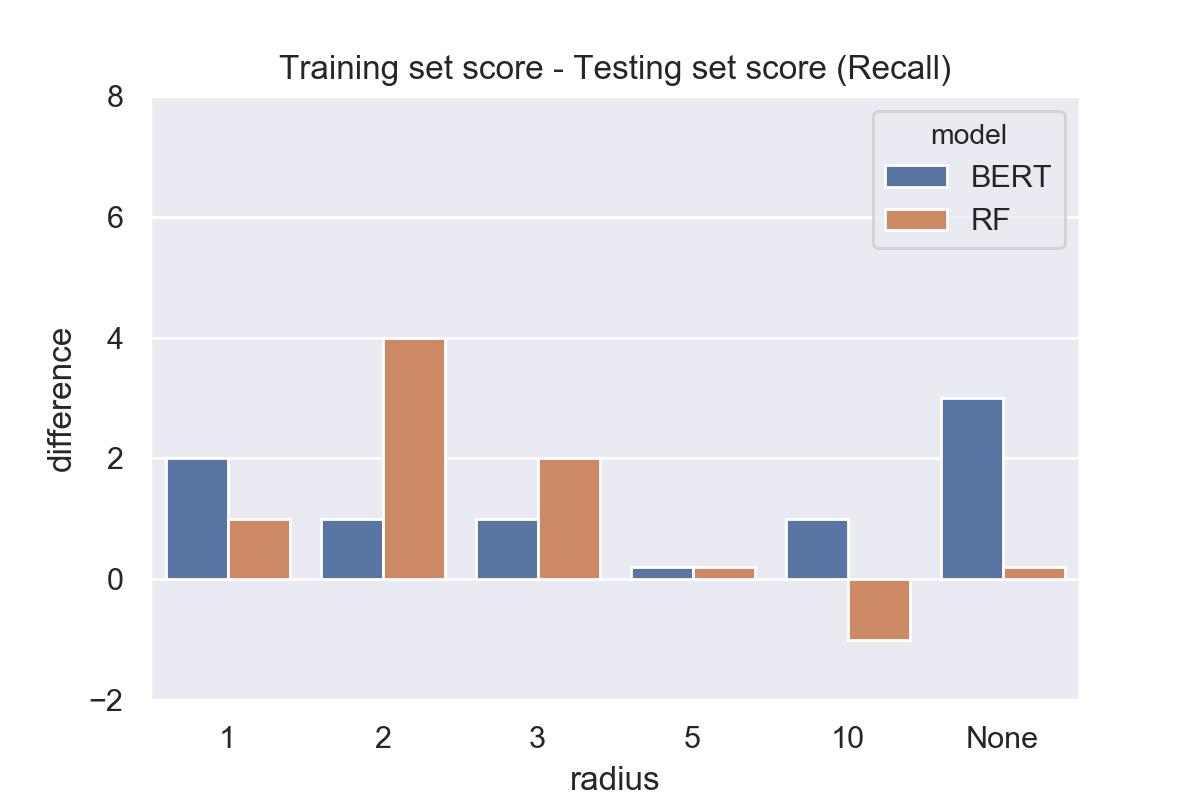 Training set score - Testing set score (Recall)
8
6
4
2
0
−2
difference
model
BERT
RF
1 2 3 5 10 None
radius